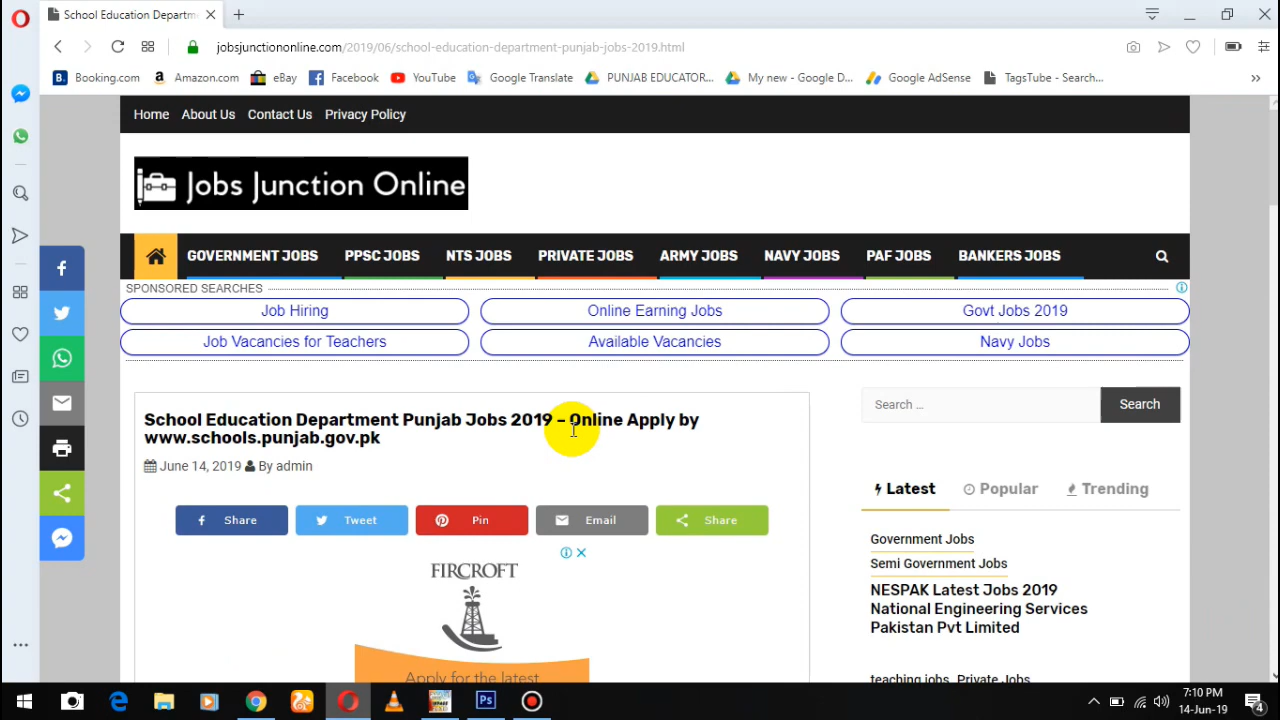 School Education Departm
jobsjunctiononline.com/2019/06/school-education-department-punjab-jobs-2019.html
B. Booking.com
a Amazon.com
eBay
Facebook
YouTube
Google Translate
PUNJAB EDUCATOR...
My new - Google D...
Google AdSense
TagsTube - Search...
Home About Us Contact Us Privacy Policy
Jobs Junction Online
GOVERNMENT JOBS PPSC JOBS NTS JOBS PRIVATE JOBS ARMY JOBS NAVY JOBS PAF JOBS BANKERS JOBS
SPONSORED SEARCHES
Job Hiring
Online Earning Jobs
Govt Jobs 2019
Job Vacancies for Teachers
Available Vacancies
Navy Jobs
School Education Department Punjab Jobs 2019 – Online Apply by
www.schools.punjab.gov.pk
June 14, 2019 By admin
Share
Tweet
Pin
Email
Share
FIRCROFT
Apply for the latest
Search ...
Search
Latest
Popular
Trending
Government Jobs
Semi Government Jobs
NESPAK Latest Jobs 2019
National Engineering Services
Pakistan Pvt Limited
teaching jobs, Private Jobs
7:10 PM
14-Jun-19
4